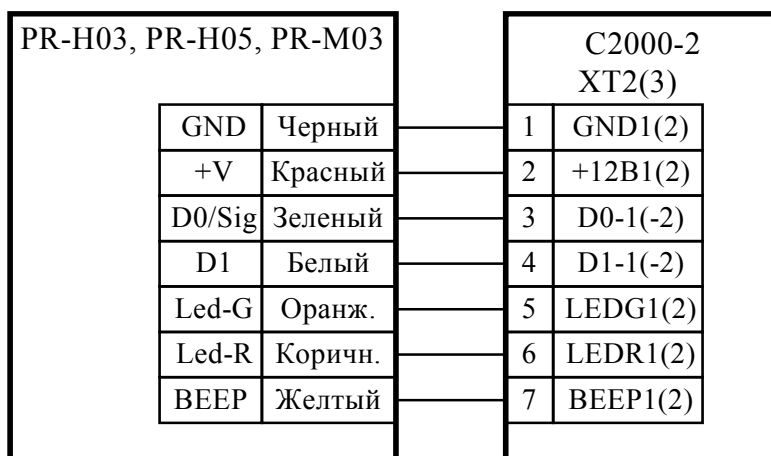 PR-H03, PR-H05, PR-M03
C2000-2
XT2(3)
GND Черный 1 GND1(2)
+V Красный 2 +12В1(2)
D0/Sig Зеленый 3 D0-1(-2)
D1 Белый 4 D1-1(-2)
Led-G Оранж. 5 LEDG1(2)
Led-R Коричн. 6 LEDR1(2)
BEEP Желтый 7 BEEP1(2)